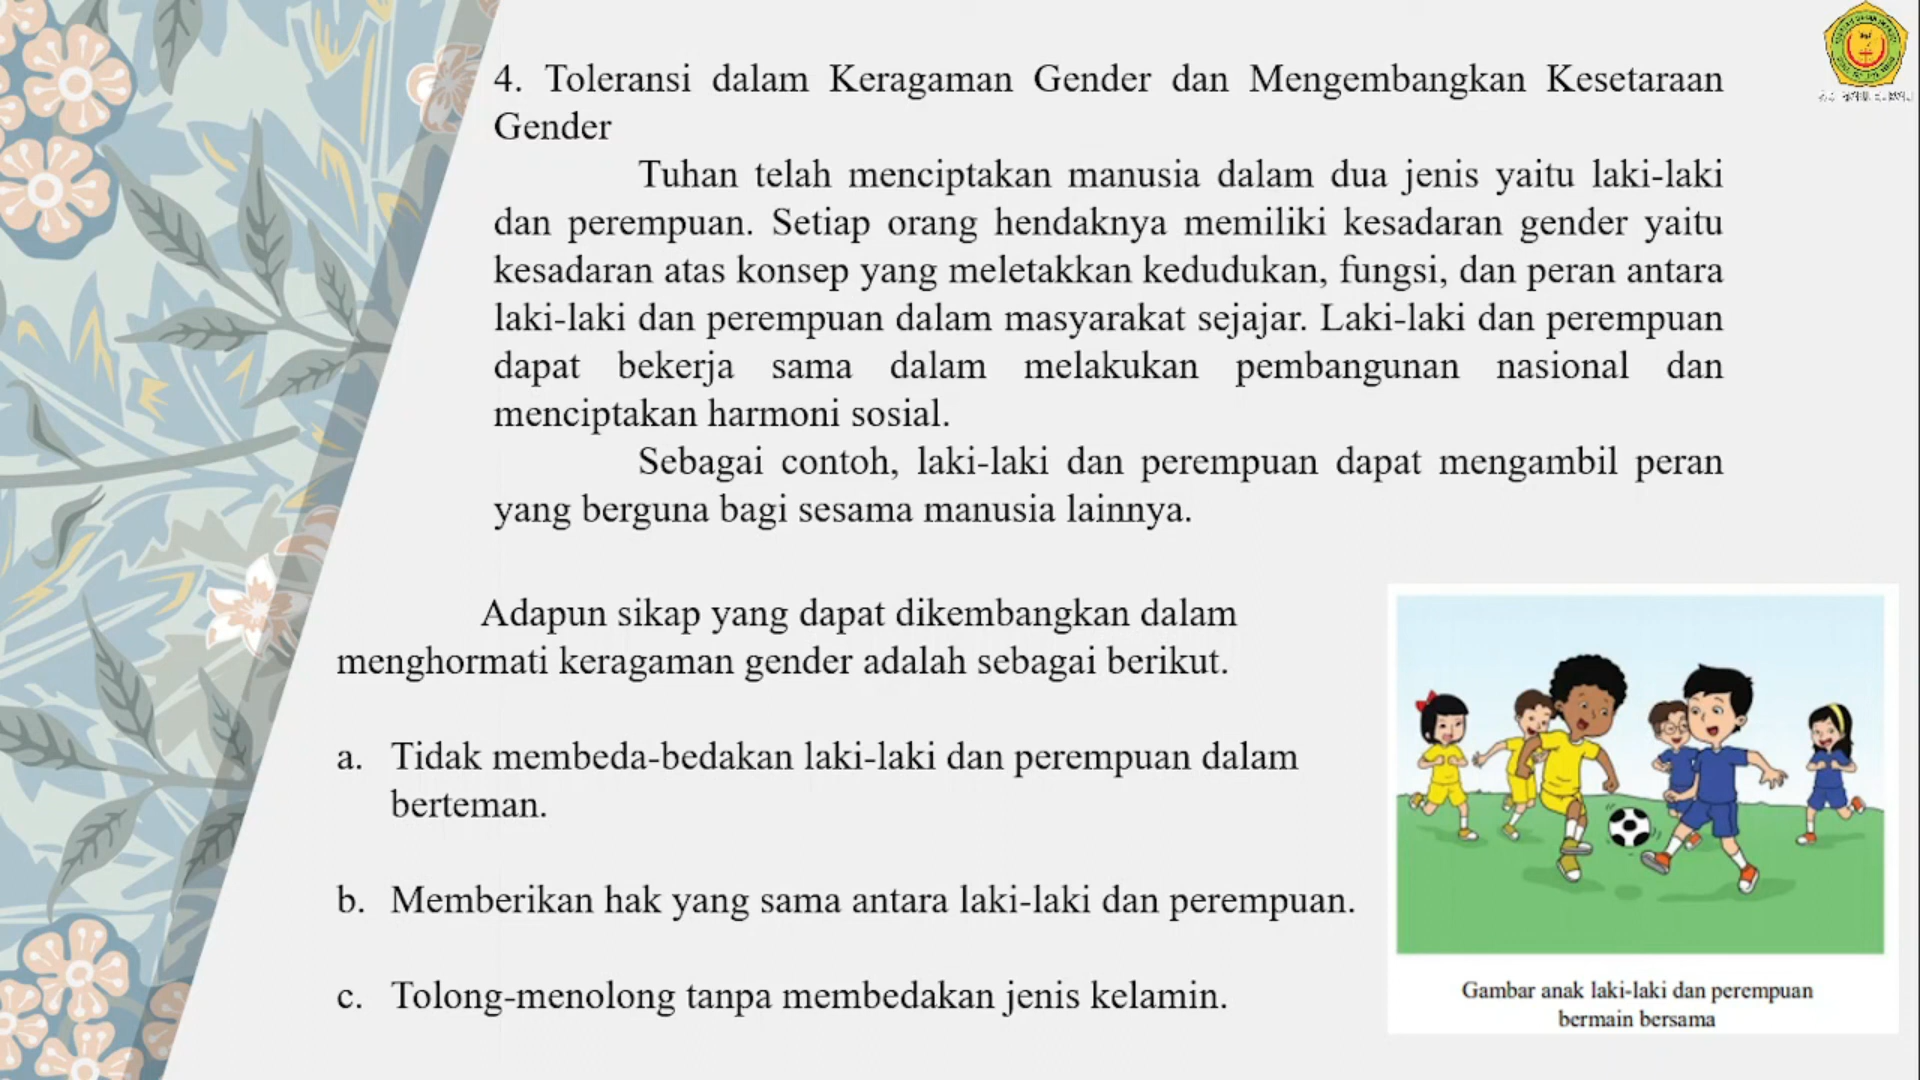 4. Toleransi dalam Keragaman Gender dan Mengembangkan Kesetaraan
Gender
Tuhan telah menciptakan manusia dalam dua jenis yaitu laki-laki
dan perempuan. Setiap orang hendaknya memiliki kesadaran gender yaitu
kesadaran atas konsep yang meletakkan kedudukan, fungsi, dan peran antara
laki-laki dan perempuan dalam masyarakat sejajar. Laki-laki dan perempuan
dapat bekerja sama dalam melakukan pembangunan nasional dan
menciptakan harmoni sosial.
Sebagai contoh, laki-laki dan perempuan dapat mengambil peran
yang berguna bagi sesama manusia lainnya.
Adapun sikap yang dapat dikembangkan dalam
menghormati keragaman gender adalah sebagai berikut.
a. Tidak membeda-bedakan laki-laki dan perempuan dalam
berteman.
b. Memberikan hak yang sama antara laki-laki dan perempuan.
c. Tolong-menolong tanpa membedakan jenis kelamin.
Gambar anak laki-laki dan perempuan
bermain bersama